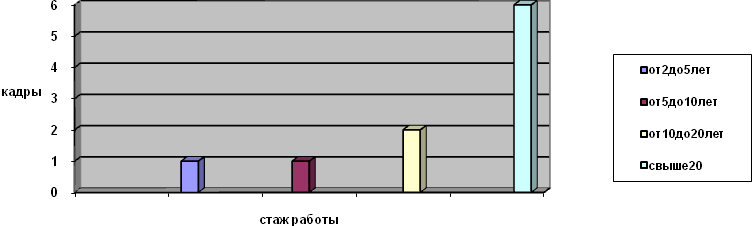 6
5
4
3
2
1
0
кадры
стаж работы
от2до5лет
от5до10лет
от10до20лет
свыше20